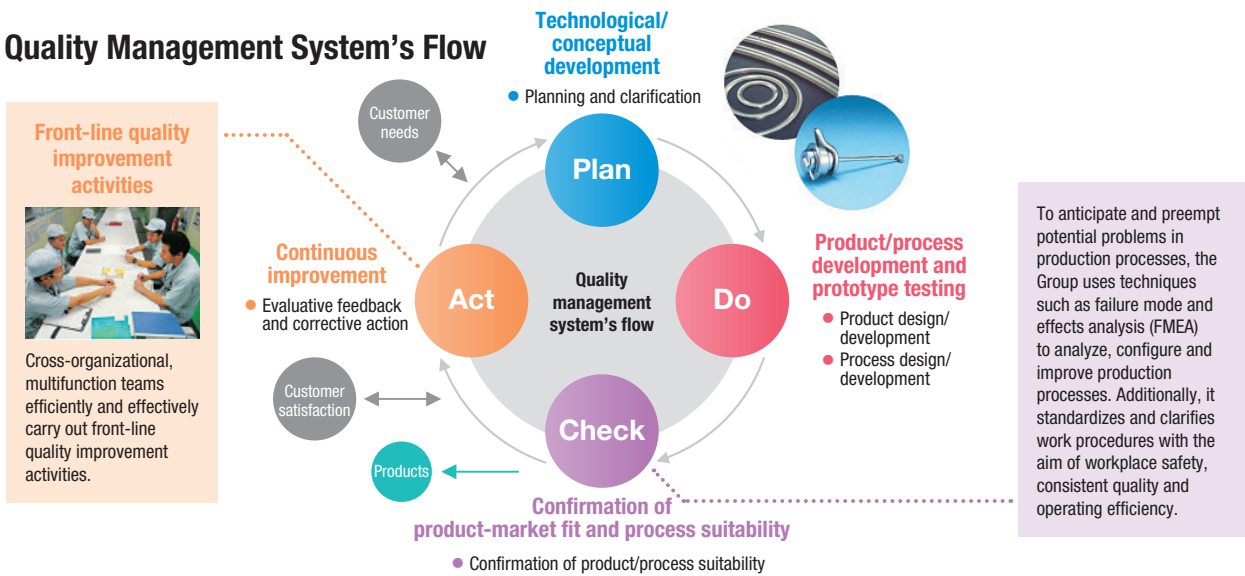 Quality Management System's Flow
Technological/
conceptual
development
● Planning and clarification
Customer
needs
Plan
Front-line quality
improvement
activities
Cross-organizational,
multifunction teams
efficiently and effectively
carry out front-line
quality improvement
activities.
Continuous
improvement
● Evaluative feedback
and corrective action
Act
Quality
management
system's flow
Do
Product/process
development and
prototype testing
● Product design/
development
● Process design/
development
To anticipate and preempt
potential problems in
production processes, the
Group uses techniques
such as failure mode and
effects analysis (FMEA)
to analyze, configure and
improve production
processes. Additionally, it
standardizes and clarifies
work procedures with the
aim of workplace safety,
consistent quality and
operating efficiency.
Customer
satisfaction
Check
Products
Confirmation of
product-market fit and process suitability
● Confirmation of product/process suitability